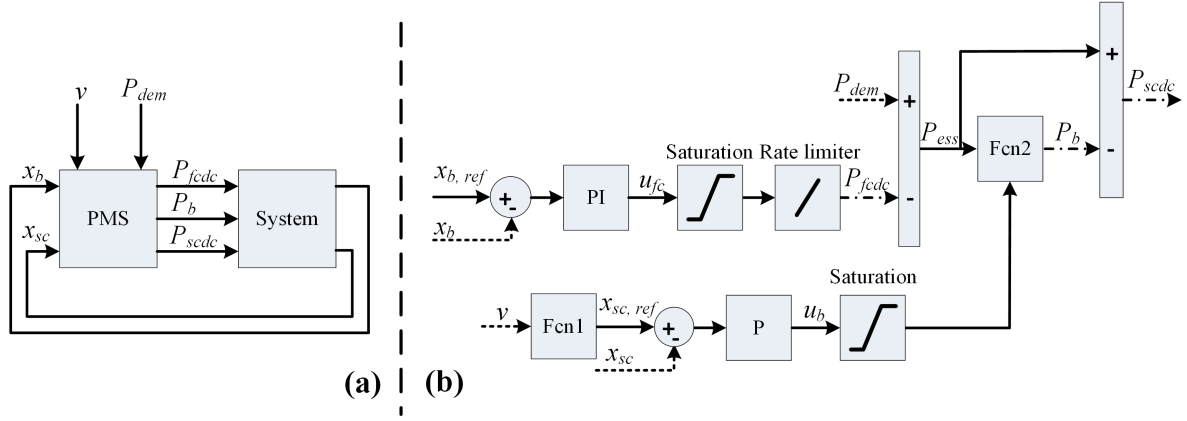 v
P_dem
x_b
x_sc
PMS
P_fcdc
P_b
P_scdc
System
(a)
(b)
x_b, ref
x_b
+
-
PI
u_fc
Saturation
Rate limiter
P_fcdc
P_dem
+
-
P_ess
Fcn2
P_b
+
-
P_scdc
v
Fcn1
x_sc, ref
x_sc
+
-
P
u_b
Saturation